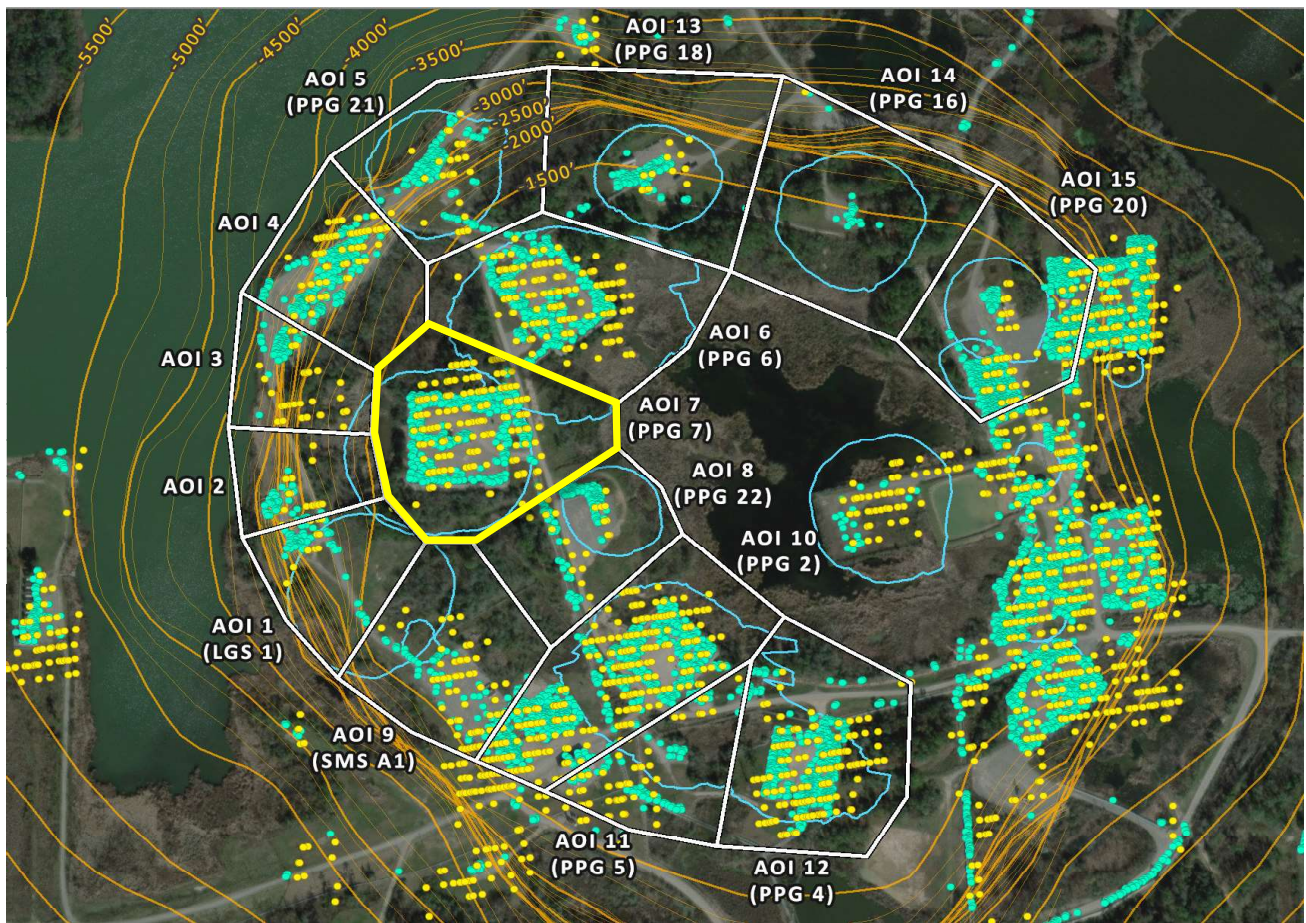 -5500'
-5000'
-4500'
-4000'
-3500'
-3000'
-2500'
-2000'
-1500'
AOI 13
(PPG 18)
AOI 5
(PPG 21)
AOI 14
(PPG 16)
AOI 15
(PPG 20)
AOI 4
AOI 3
AOI 6
(PPG 6)
AOI 7
(PPG 7)
AOI 2
AOI 8
(PPG 22)
AOI 10
(PPG 2)
AOI 1
(LGS 1)
AOI 9
(SMS A1)
AOI 11
(PPG 5)
AOI 12
(PPG 4)